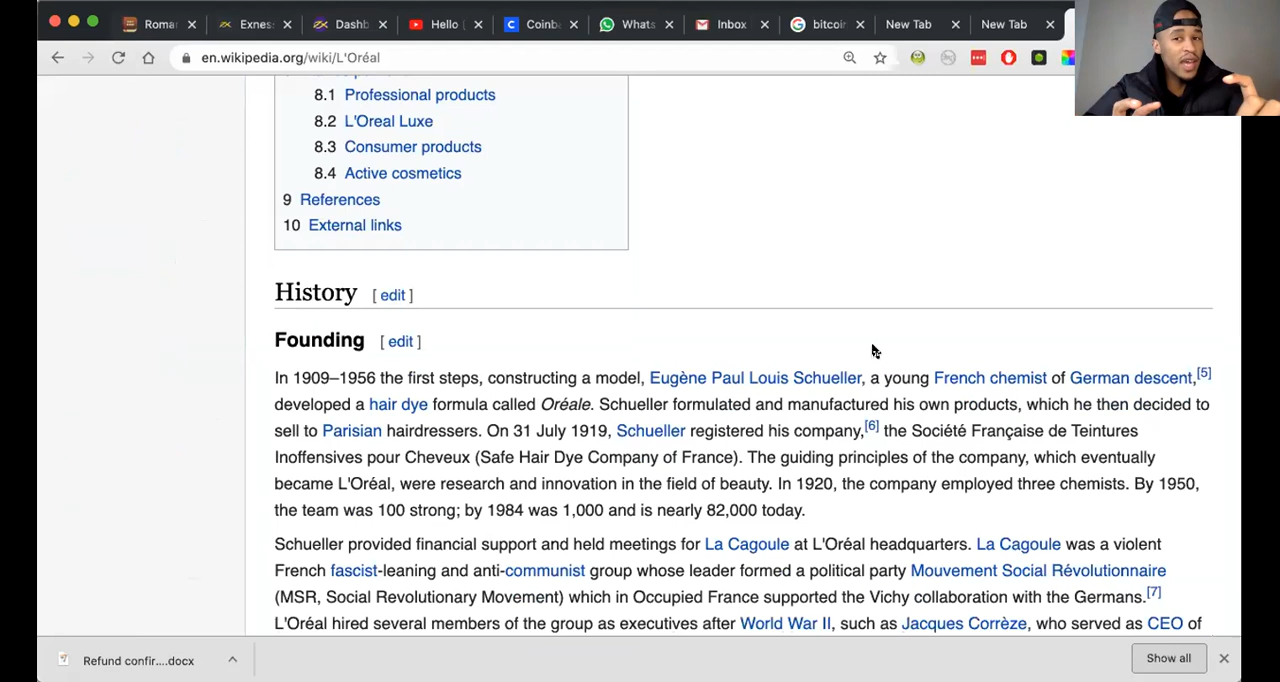 Roma
Exnes
Dashb
Hello (
Coinb
Whats
Inbox
bitcoin
New Tab
New Tab
en.wikipedia.org/wiki/L'Oréal
8.1 Professional products
8.2 L'Oreal Luxe
8.3 Consumer products
8.4 Active cosmetics
9 References
10 External links
History [ edit ]
Founding [ edit ]
In 1909–1956 the first steps, constructing a model, Eugène Paul Louis Schueller, a young French chemist of German descent,[5]
developed a hair dye formula called Oréale. Schueller formulated and manufactured his own products, which he then decided to
sell to Parisian hairdressers. On 31 July 1919, Schueller registered his company,[6] the Société Française de Teintures
Inoffensives pour Cheveux (Safe Hair Dye Company of France). The guiding principles of the company, which eventually
became L'Oréal, were research and innovation in the field of beauty. In 1920, the company employed three chemists. By 1950,
the team was 100 strong; by 1984 was 1,000 and is nearly 82,000 today.
Schueller provided financial support and held meetings for La Cagoule at L'Oréal headquarters. La Cagoule was a violent
French fascist-leaning and anti-communist group whose leader formed a political party Mouvement Social Révolutionnaire
(MSR, Social Revolutionary Movement) which in Occupied France supported the Vichy collaboration with the Germans.[7]
L'Oréal hired several members of the group as executives after World War II, such as Jacques Corrèze, who served as CEO of
Refund confir....docx
Show all